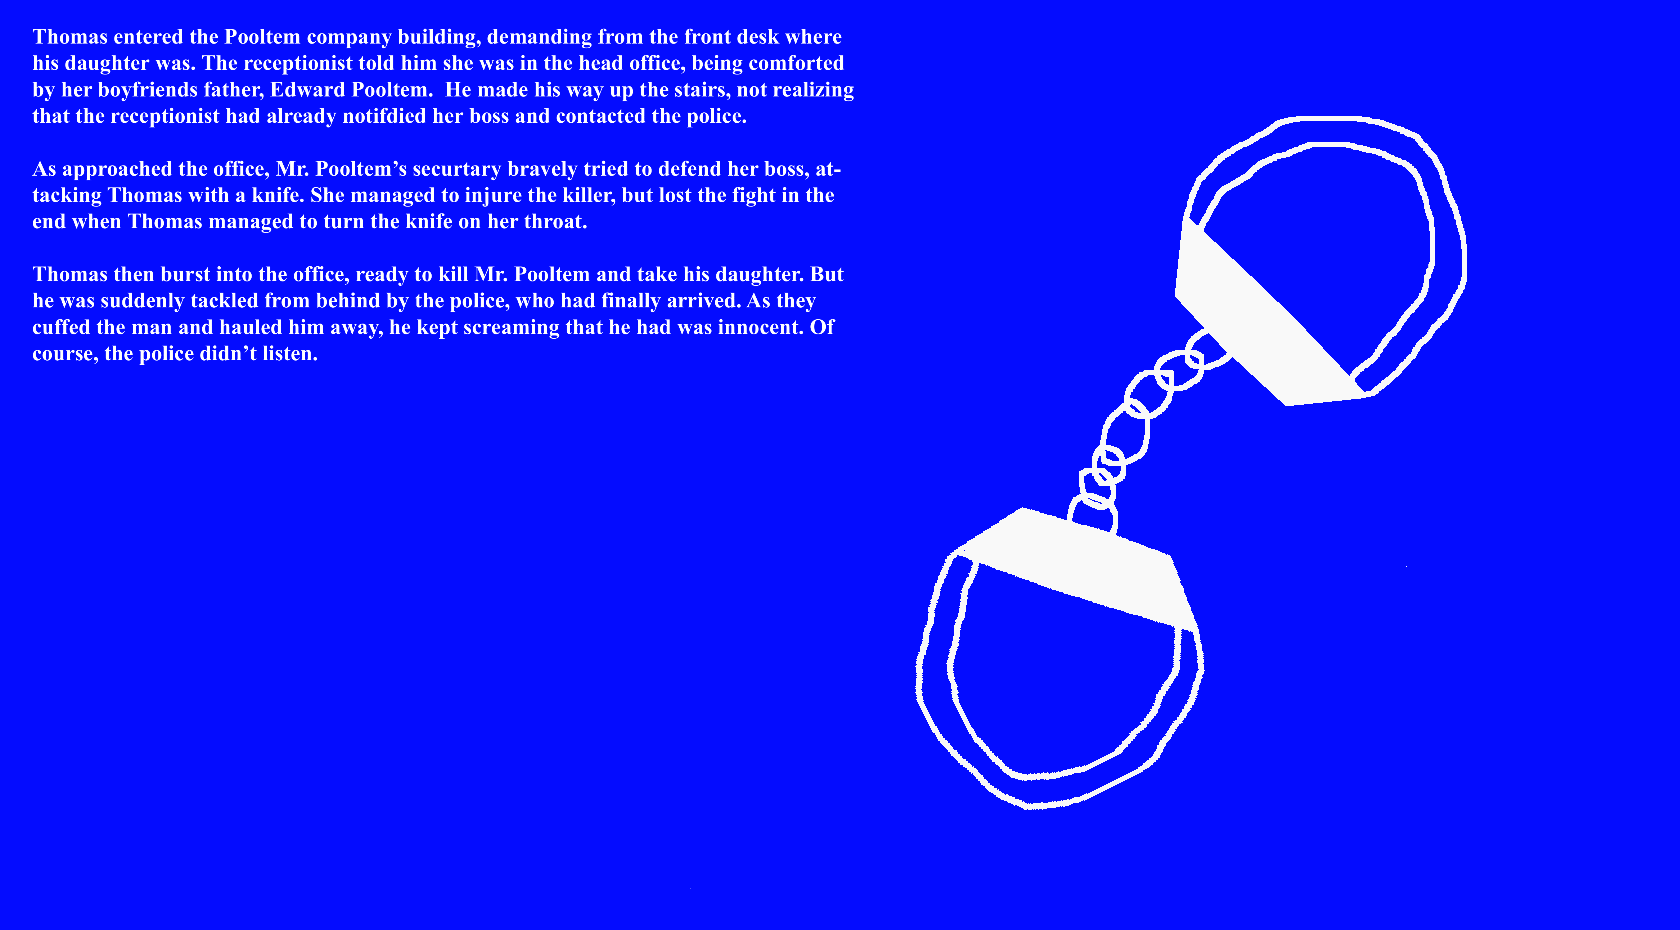 Thomas entered the Pooltem company building, demanding from the front desk where
his daughter was. The receptionist told him she was in the head office, being comforted
by her boyfriends father, Edward Pooltem.  He made his way up the stairs, not realizing
that the receptionist had already notifdied her boss and contacted the police.
As approached the office, Mr. Pooltem’s securtary bravely tried to defend her boss, at-
tacking Thomas with a knife. She managed to injure the killer, but lost the fight in the
end when Thomas managed to turn the knife on her throat.
Thomas then burst into the office, ready to kill Mr. Pooltem and take his daughter. But
he was suddenly tackled from behind by the police, who had finally arrived. As they
cuffed the man and hauled him away, he kept screaming that he had was innocent. Of
course, the police didn’t listen.